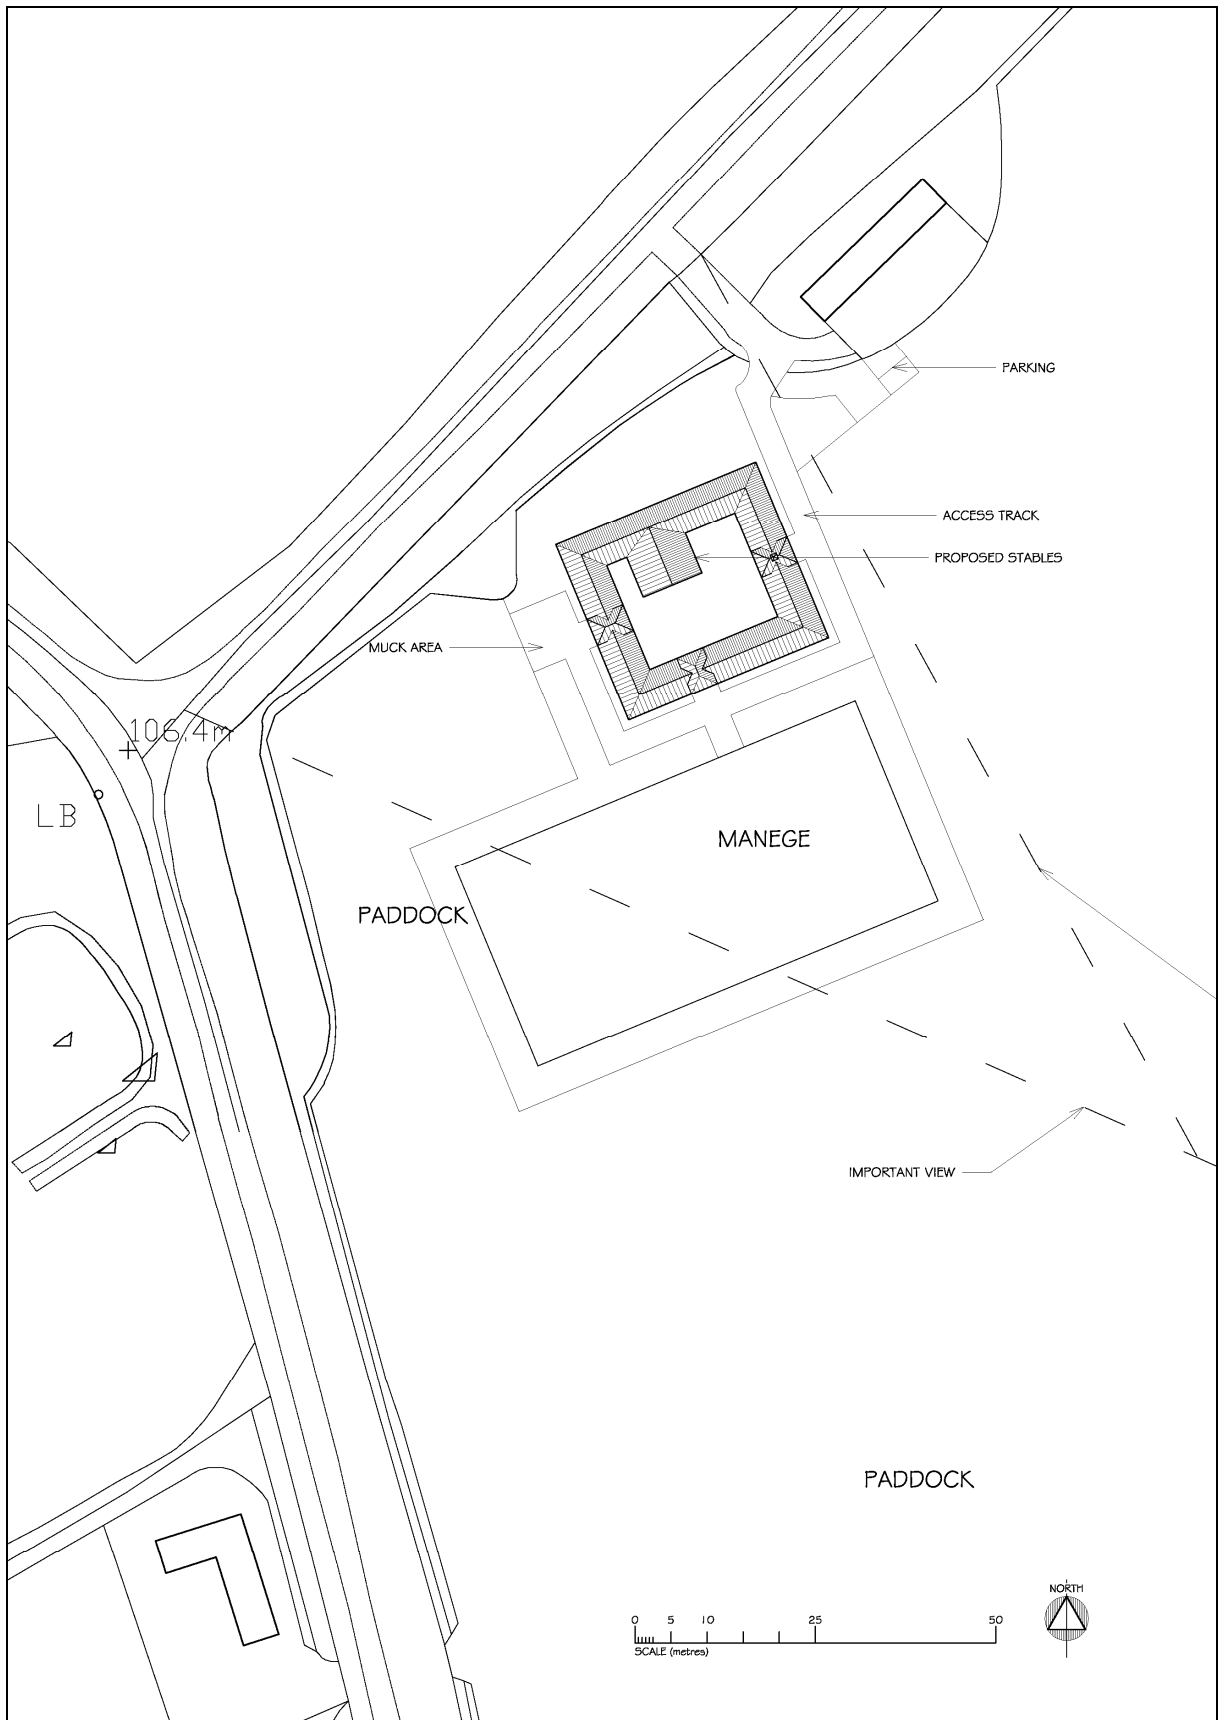 PARKING
ACCESS TRACK
PROPOSED STABLES
MUCK AREA
106.4m
LB
MANEGE
PADDOCK
IMPORTANT VIEW
PADDOCK
NORTH
0 5 10 25 50
SCALE (metres)